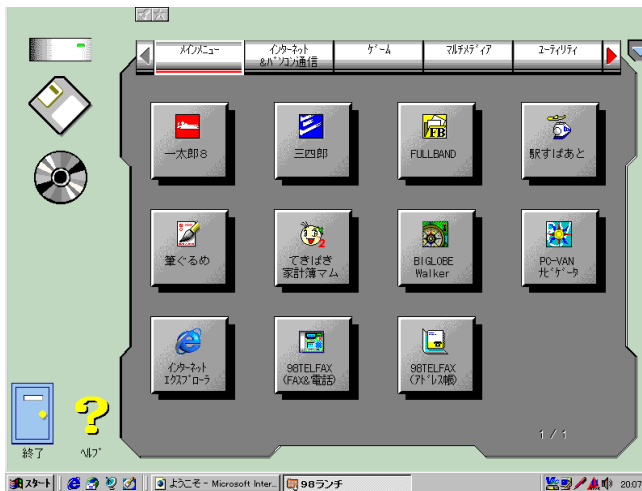 メインメニュー
インターネット
&パソコン通信
ゲーム
マルチメディア
ユーティリティ
一太郎8
三四郎
FULLBAND
駅すぱあと
筆ぐるめ
てきぱき
家計簿マム
BIGLOBE
Walker
PC-VAN
ナビゲータ
インターネット
エクスプローラ
98TELFAX
(FAX&電話)
98TELFAX
(アドレス帳)
1 / 1
終了
ヘルプ
スタート
ようこそ - Microsoft Inter...
98ランチ
20:07